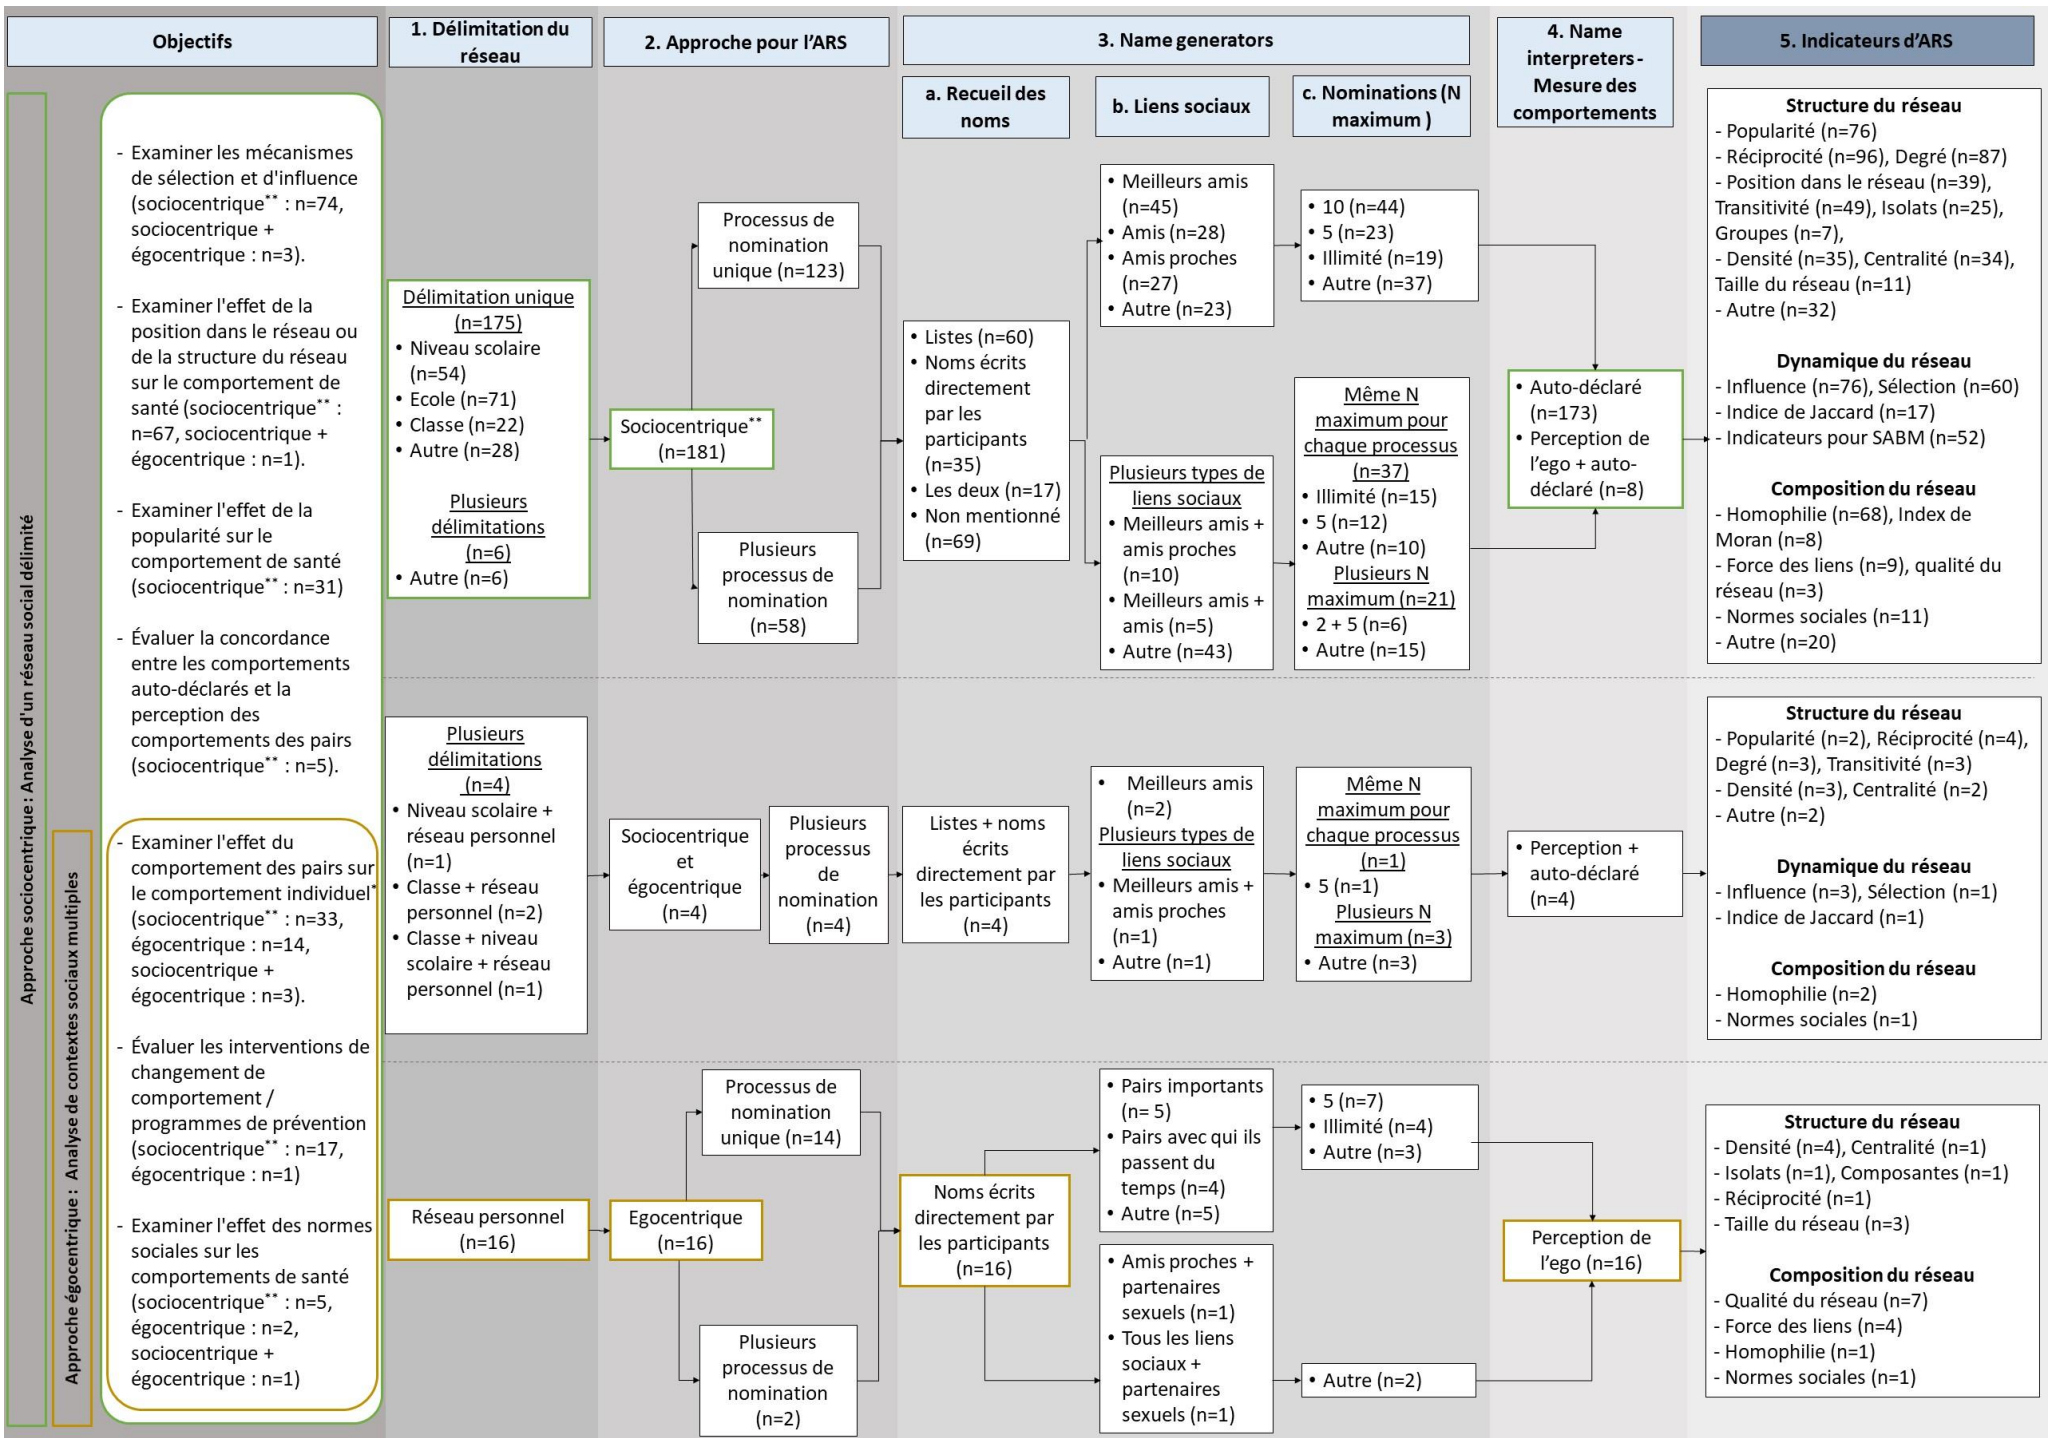 Objectifs
1. Délimitation du
réseau
2. Approche pour l'ARS
3. Name generators
4. Name
interpreters -
Mesure des
comportements
5. Indicateurs d'ARS
a. Recueil des
noms
b. Liens sociaux
c. Nominations (N
maximum )
Approche sociocentrique : Analyse d'un réseau social délimité
Approche égocentrique : Analyse de contextes sociaux multiples
- Examiner les mécanismes
de sélection et d'influence
(sociocentrique** : n=74,
sociocentrique +
égocentrique : n=3).
- Examiner l'effet de la
position dans le réseau ou
de la structure du réseau
sur le comportement de
santé (sociocentrique** :
n=67, sociocentrique +
égocentrique : n=1).
- Examiner l'effet de la
popularité sur le
comportement de santé
(sociocentrique** : n=31)
- Évaluer la concordance
entre les comportements
auto-déclarés et la
perception des
comportements des pairs
(sociocentrique** : n=5).
- Examiner l'effet du
comportement des pairs sur
le comportement individuel*
(sociocentrique** : n=33,
égocentrique : n=14,
sociocentrique +
égocentrique : n=3).
- Évaluer les interventions de
changement de
comportement /
programmes de prévention
(sociocentrique** : n=17,
égocentrique : n=1)
- Examiner l'effet des normes
sociales sur les
comportements de santé
(sociocentrique** : n=5,
égocentrique : n=2,
sociocentrique +
égocentrique : n=1)
Délimitation unique
(n=175)
• Niveau scolaire
(n=54)
• Ecole (n=71)
• Classe (n=22)
• Autre (n=28)
Plusieurs
délimitations
(n=6)
• Autre (n=6)
Sociocentrique**
(n=181)
Processus de
nomination
unique (n=123)
Plusieurs
processus de
nomination
(n=58)
• Listes (n=60)
• Noms écrits
directement
par les
participants
(n=35)
• Les deux (n=17)
• Non mentionné
(n=69)
• Meilleurs amis
(n=45)
• Amis (n=28)
• Amis proches
(n=27)
• Autre (n=23)
• 10 (n=44)
• 5 (n=23)
• Illimité (n=19)
• Autre (n=37)
Plusieurs types de
liens sociaux
• Meilleurs amis +
amis proches
(n=10)
• Meilleurs amis +
amis (n=5)
• Autre (n=43)
Même N
maximum pour
chaque processus
(n=37)
• Illimité (n=15)
• 5 (n=12)
• Autre (n=10)
Plusieurs N
maximum (n=21)
• 2 + 5 (n=6)
• Autre (n=15)
• Auto-déclaré
(n=173)
• Perception de
l'ego + auto-
déclaré (n=8)
Structure du réseau
- Popularité (n=76)
- Réciprocité (n=96), Degré (n=87)
- Position dans le réseau (n=39),
Transitivité (n=49), Isolats (n=25),
Groupes (n=7),
- Densité (n=35), Centralité (n=34),
Taille du réseau (n=11)
- Autre (n=32)
Dynamique du réseau
- Influence (n=76), Sélection (n=60)
- Indice de Jaccard (n=17)
- Indicateurs pour SABM (n=52)
Composition du réseau
- Homophilie (n=68), Index de
Moran (n=8)
- Force des liens (n=9), qualité du
réseau (n=3)
- Normes sociales (n=11)
- Autre (n=20)
Plusieurs
délimitations
(n=4)
• Niveau scolaire +
réseau personnel
(n=1)
• Classe + réseau
personnel (n=2)
• Classe + niveau
scolaire + réseau
personnel (n=1)
Sociocentrique
et
égocentrique
(n=4)
Plusieurs
processus
de
nomination
(n=4)
Listes + noms
écrits
directement par
les participants
(n=4)
• Meilleurs amis
(n=2)
Plusieurs types de
liens sociaux
• Meilleurs amis +
amis proches
(n=1)
• Autre (n=1)
Même N
maximum pour
chaque processus
(n=1)
• 5 (n=1)
Plusieurs N
maximum (n=3)
• Autre (n=3)
• Perception +
auto-déclaré
(n=4)
Structure du réseau
- Popularité (n=2), Réciprocité (n=4),
Degré (n=3), Transitivité (n=3)
- Densité (n=3), Centralité (n=2)
- Autre (n=2)
Dynamique du réseau
- Influence (n=3), Sélection (n=1)
- Indice de Jaccard (n=1)
Composition du réseau
- Homophilie (n=2)
- Normes sociales (n=1)
Réseau personnel
(n=16)
Egocentrique
(n=16)
Processus de
nomination
unique (n=14)
Plusieurs
processus de
nomination
(n=2)
Noms écrits
directement par
les participants
(n=16)
• Pairs importants
(n= 5)
• Pairs avec qui ils
passent du
temps (n=4)
• Autre (n=5)
• 5 (n=7)
• Illimité (n=4)
• Autre (n=3)
• Amis proches +
partenaires
sexuels (n=1)
• Tous les liens
sociaux +
partenaires
sexuels (n=1)
• Autre (n=2)
Perception de
l'ego (n=16)
Structure du réseau
- Densité (n=4), Centralité (n=1)
- Isolats (n=1), Composantes (n=1)
- Réciprocité (n=1)
- Taille du réseau (n=3)
Composition du réseau
- Qualité du réseau (n=7)
- Force des liens (n=4)
- Homophilie (n=1)
- Normes sociales (n=1)